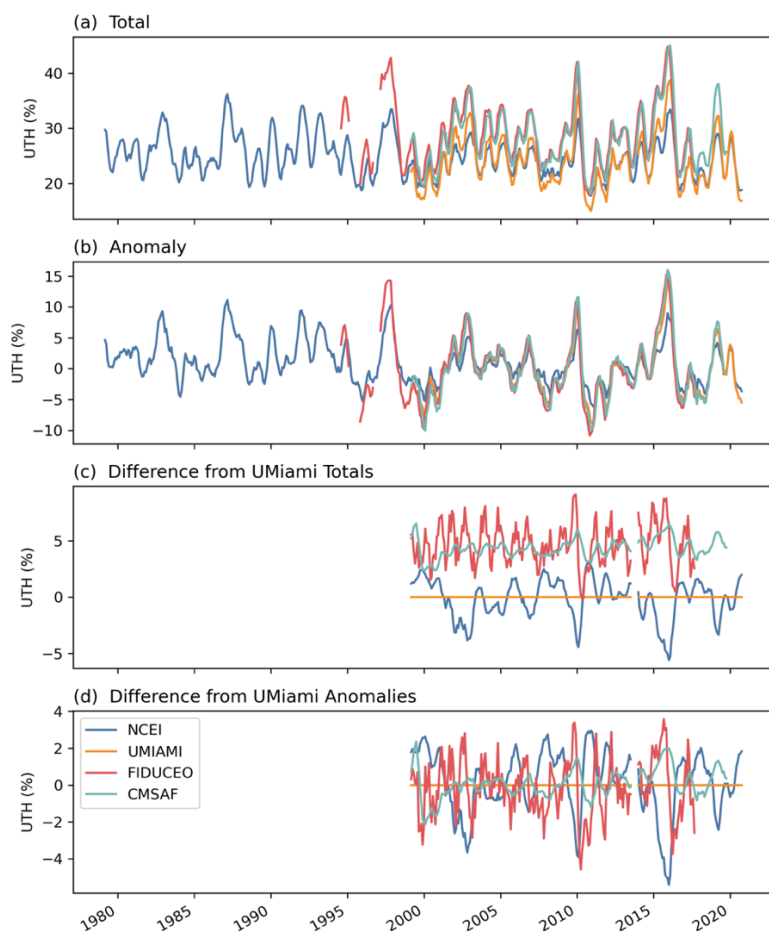 (a) Total
UTH (%)
40
30
20
(b) Anomaly
UTH (%)
15
10
5
0
−5
−10
(c) Difference from UMiami Totals
UTH (%)
5
0
−5
(d) Difference from UMiami Anomalies
UTH (%)
4
2
0
−2
−4
NCEI
UMIAMI
FIDUCEO
CMSAF
1980 1985 1990 1995 2000 2005 2010 2015 2020